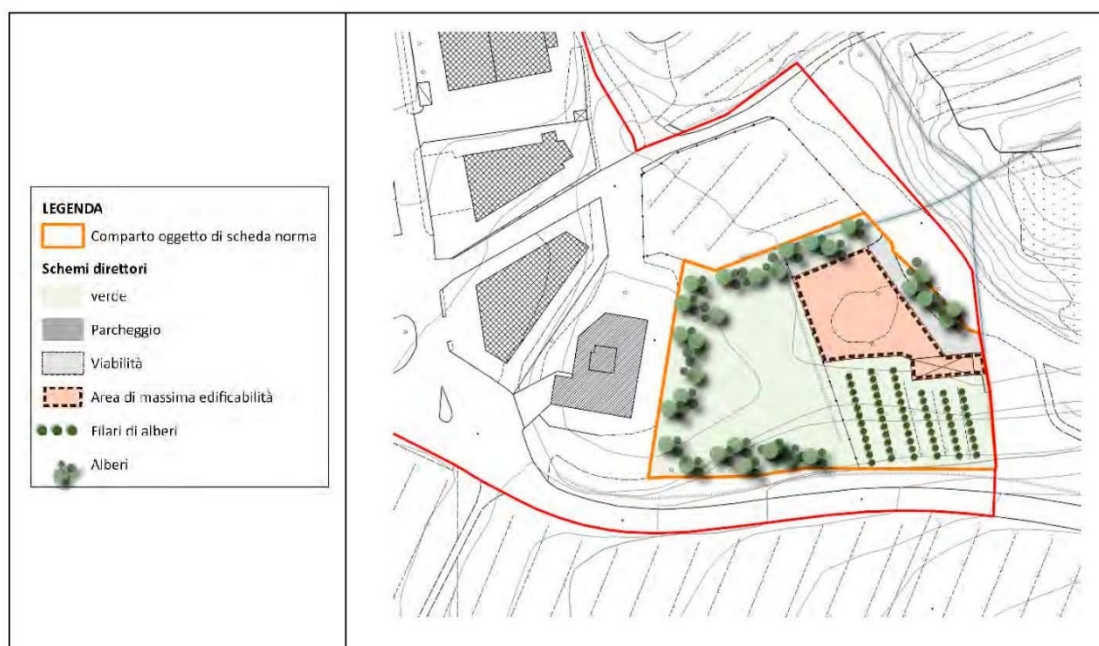 LEGENDA
Comparto oggetto di scheda norma
Schemi direttori
verde
Parcheggio
Viabilità
Area di massima edificabilità
Filari di alberi
Alberi